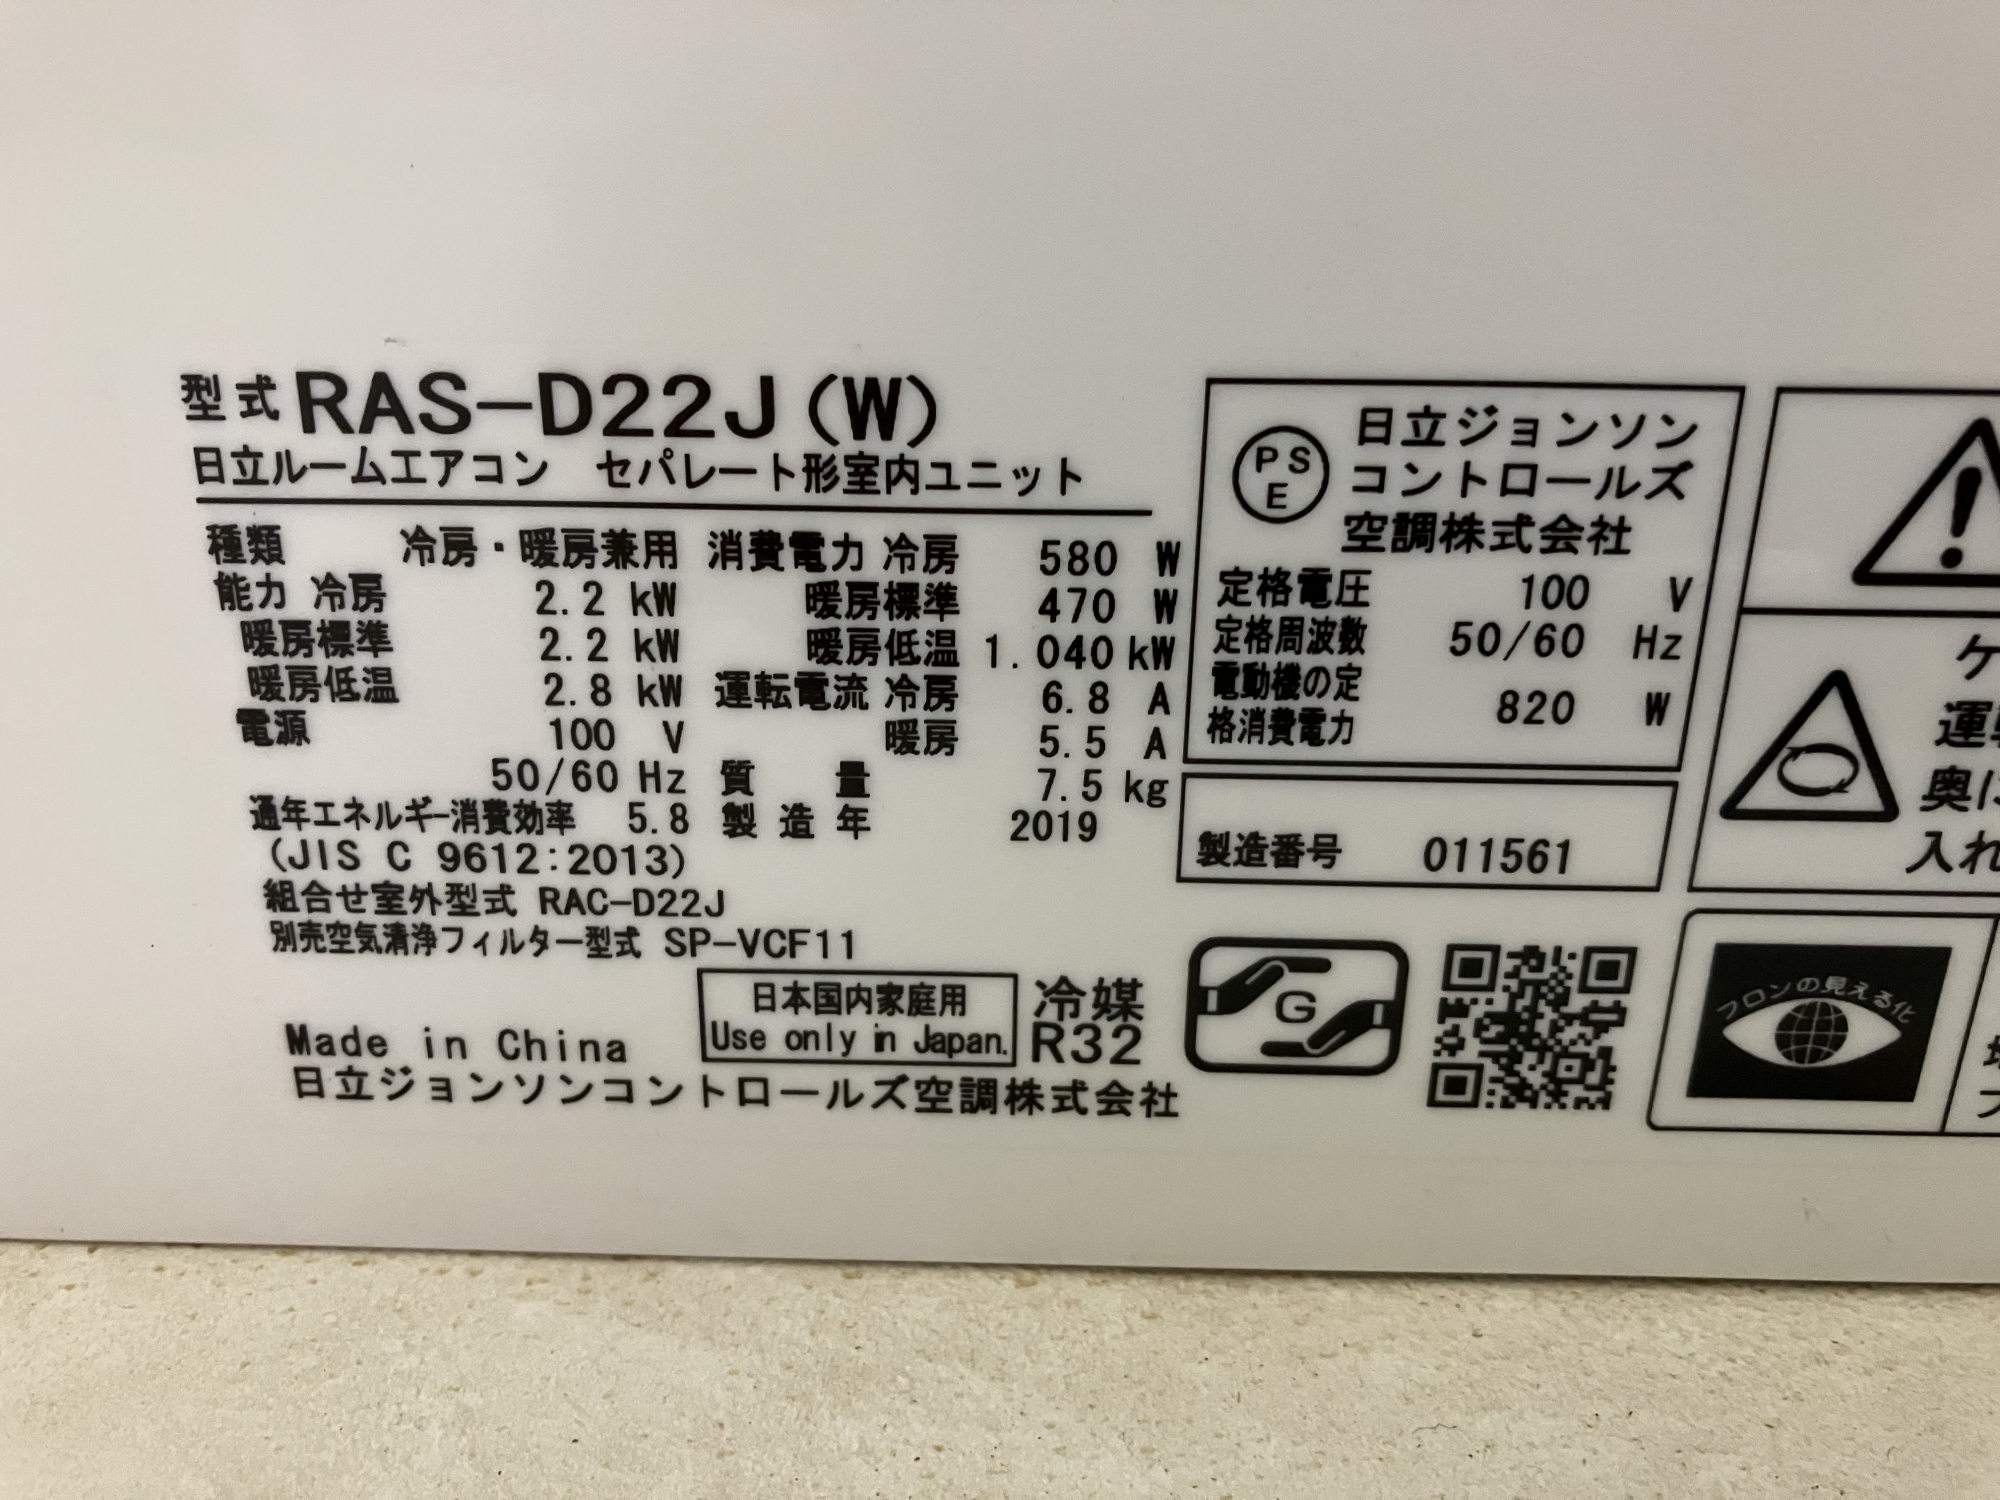 型式 RAS-D22J(W)
日立ルームエアコン セパレート形室内ユニット
種類 冷房・暖房兼用
能力 冷房 2.2 kW
暖房標準 2.2 kW
暖房低温 2.8 kW
電源 100 V
50/60 Hz
通年エネルギー消費効率 5.8
(JIS C 9612:2013)
組合せ室外型式 RAC-D22J
別売空気清浄フィルター型式 SP-VCF11
消費電力 冷房 580 W
暖房標準 470 W
暖房低温 1.040 kW
運転電流 冷房 6.8 A
暖房 5.5 A
質量 7.5 kg
製造年 2019
Made in China
日本国内家庭用
Use only in Japan.
冷媒
R32
日立ジョンソンコントロールズ空調株式会社
PS
E
日立ジョンソン
コントロールズ
空調株式会社
定格電圧 100 V
定格周波数 50/60 Hz
電動機の定
格消費電力 820 W
製造番号 011561
G
フロンの見える化
ケ
奥に
入れ